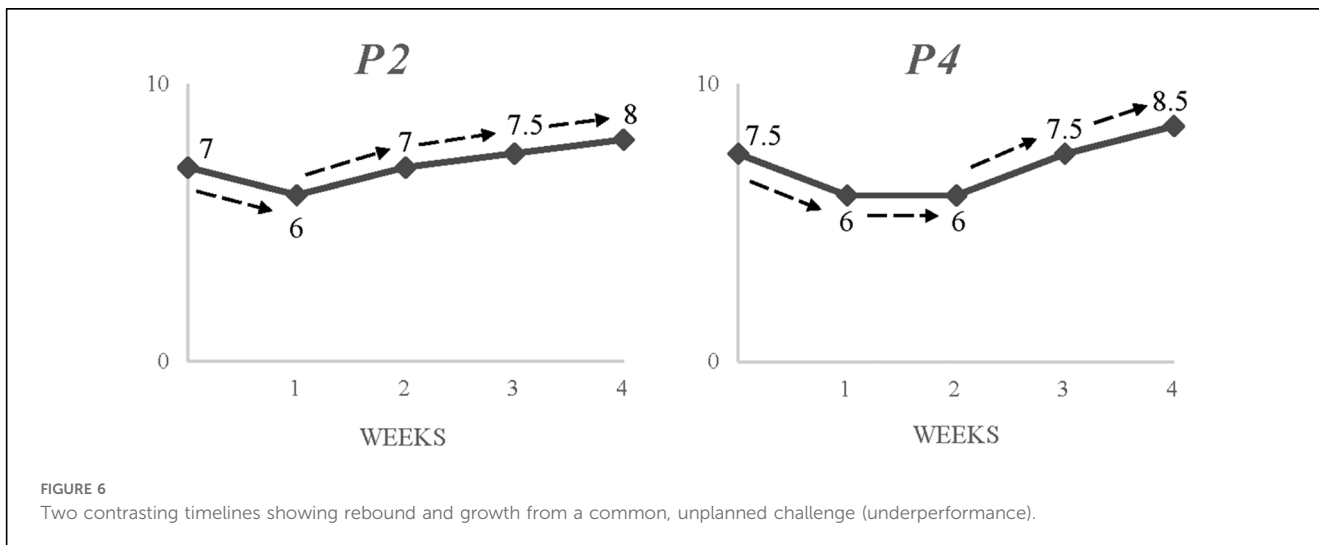 P2
10
7
6
7
7.5
8
0
1 2 3 4
WEEKS
P4
10
7.5
6
6
7.5
8.5
0
1 2 3 4
WEEKS
FIGURE 6
Two contrasting timelines showing rebound and growth from a common, unplanned challenge (underperformance).